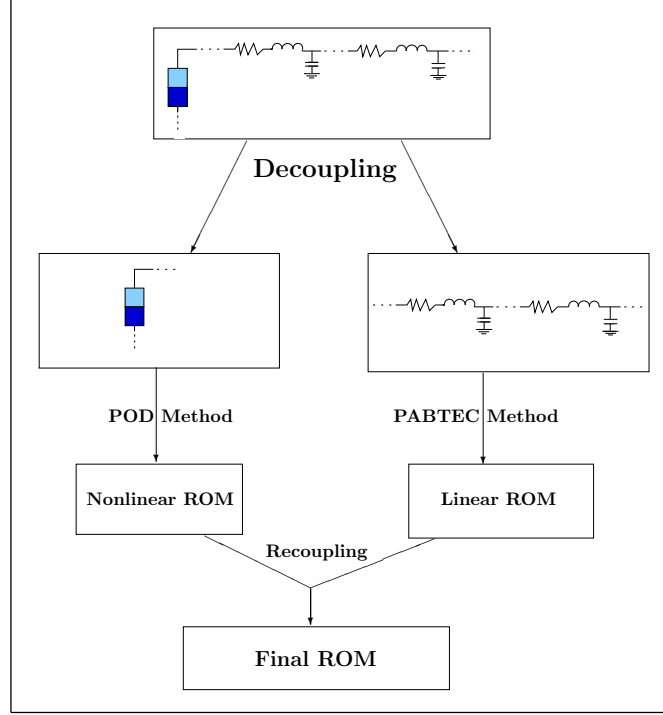 Decoupling
POD Method
PABTEC Method
Nonlinear ROM
Linear ROM
Recoupling
Final ROM